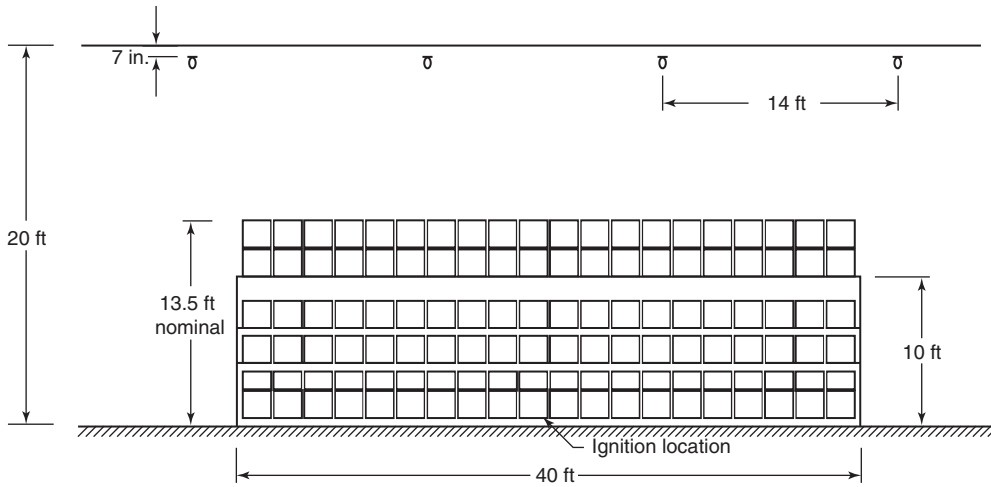 7 in.
14 ft
20 ft
13.5 ft
nominal
10 ft
Ignition location
40 ft